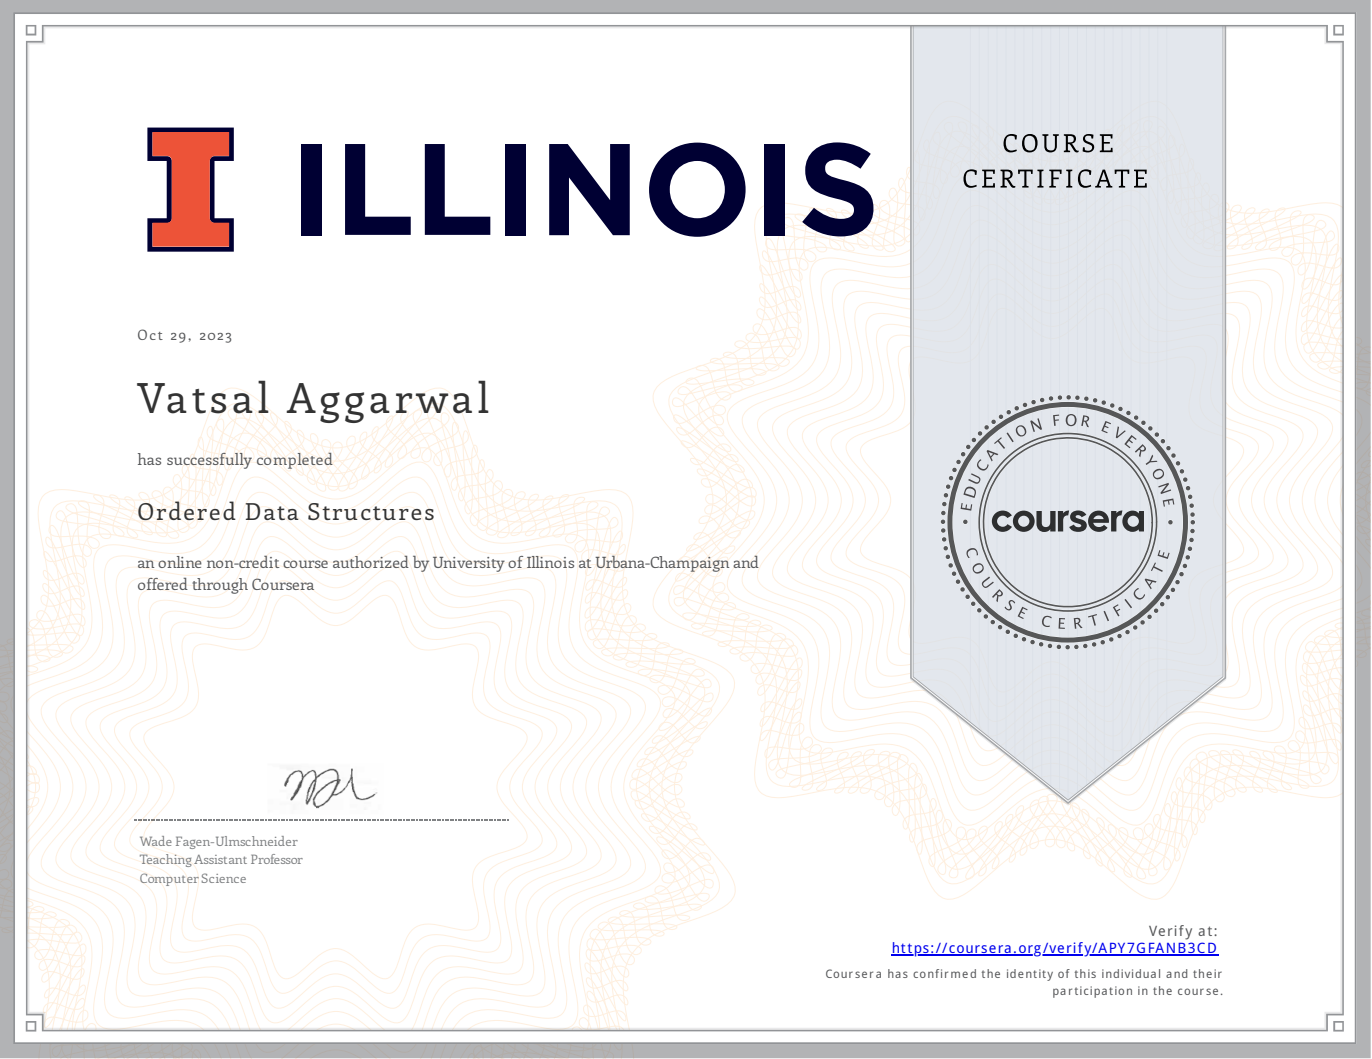 I ILLINOIS
COURSE
CERTIFICATE
Oct 29, 2023
Vatsal Aggarwal
has successfully completed
Ordered Data Structures
an online non-credit course authorized by University of Illinois at Urbana-Champaign and
offered through Coursera
EDUCATION FOR EVERYONE
coursera
COURSE CERTIFICATE
Wade Fagen-Ulmschneider
Teaching Assistant Professor
Computer Science
Verify at:
https://coursera.org/verify/APY7GFANB3CD
Coursera has confirmed the identity of this individual and their
participation in the course.